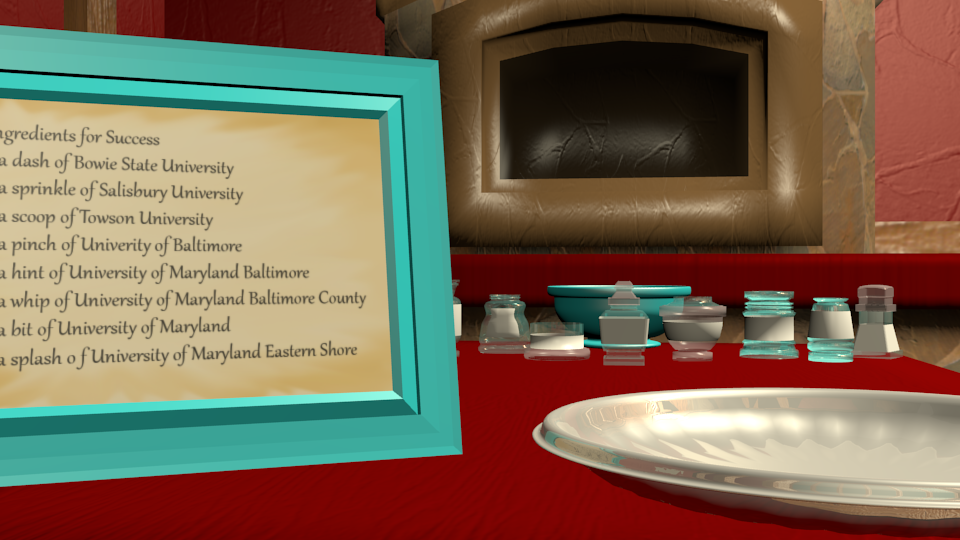 ngredients for Success
a dash of Bowie State University
a sprinkle of Salisbury University
a scoop of Towson University
a pinch of Univerity of Baltimore
a hint of University of Maryland Baltimore
a whip of University of Maryland Baltimore County
a bit of University of Maryland
a splash o f University of Maryland Eastern Shore